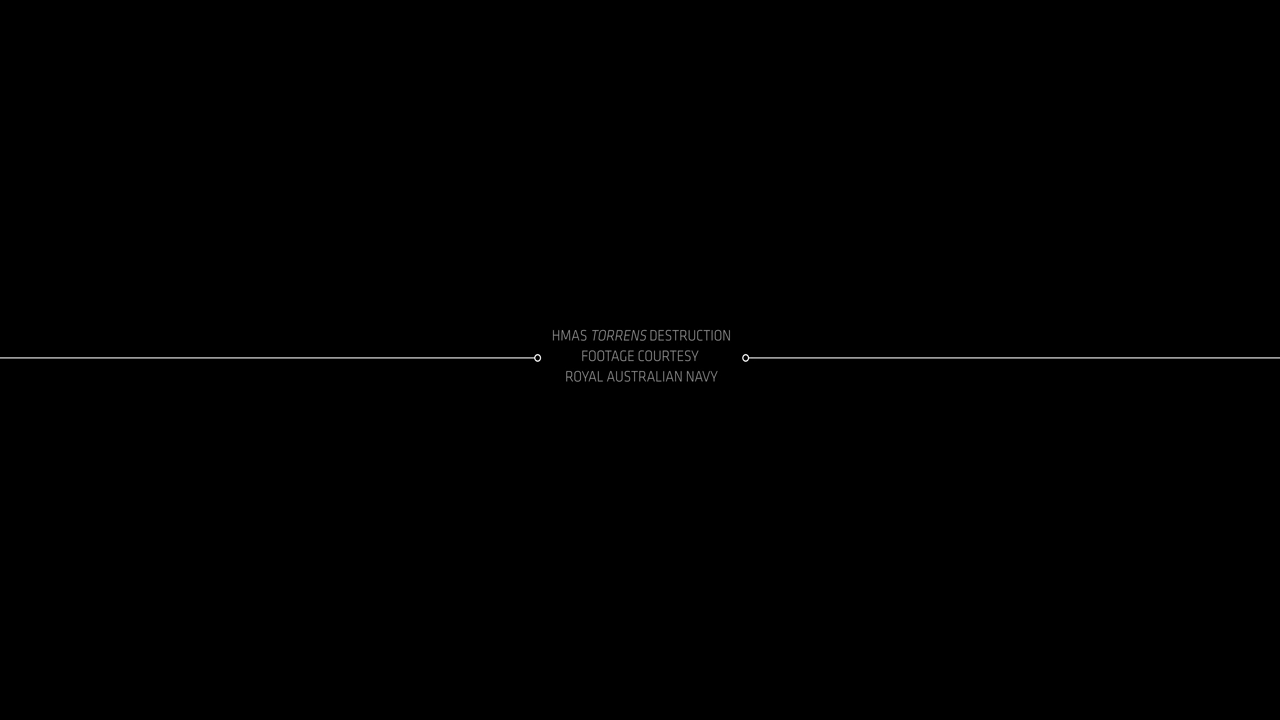 HMAS TORRENS DESTRUCTION
FOOTAGE COURTESY
ROYAL AUSTRALIAN NAVY